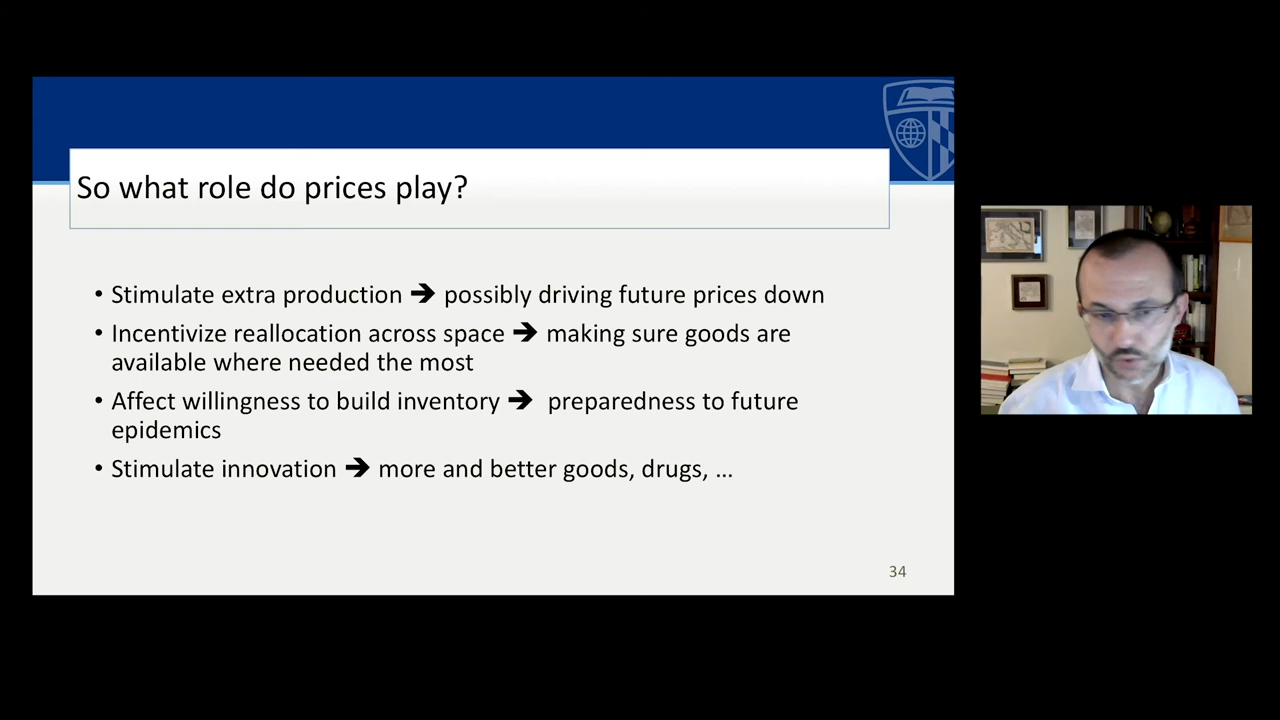 So what role do prices play?
• Stimulate extra production 🡺 possibly driving future prices down
• Incentivize reallocation across space 🡺 making sure goods are
available where needed the most
• Affect willingness to build inventory 🡺 preparedness to future
epidemics
• Stimulate innovation 🡺 more and better goods, drugs, …
34